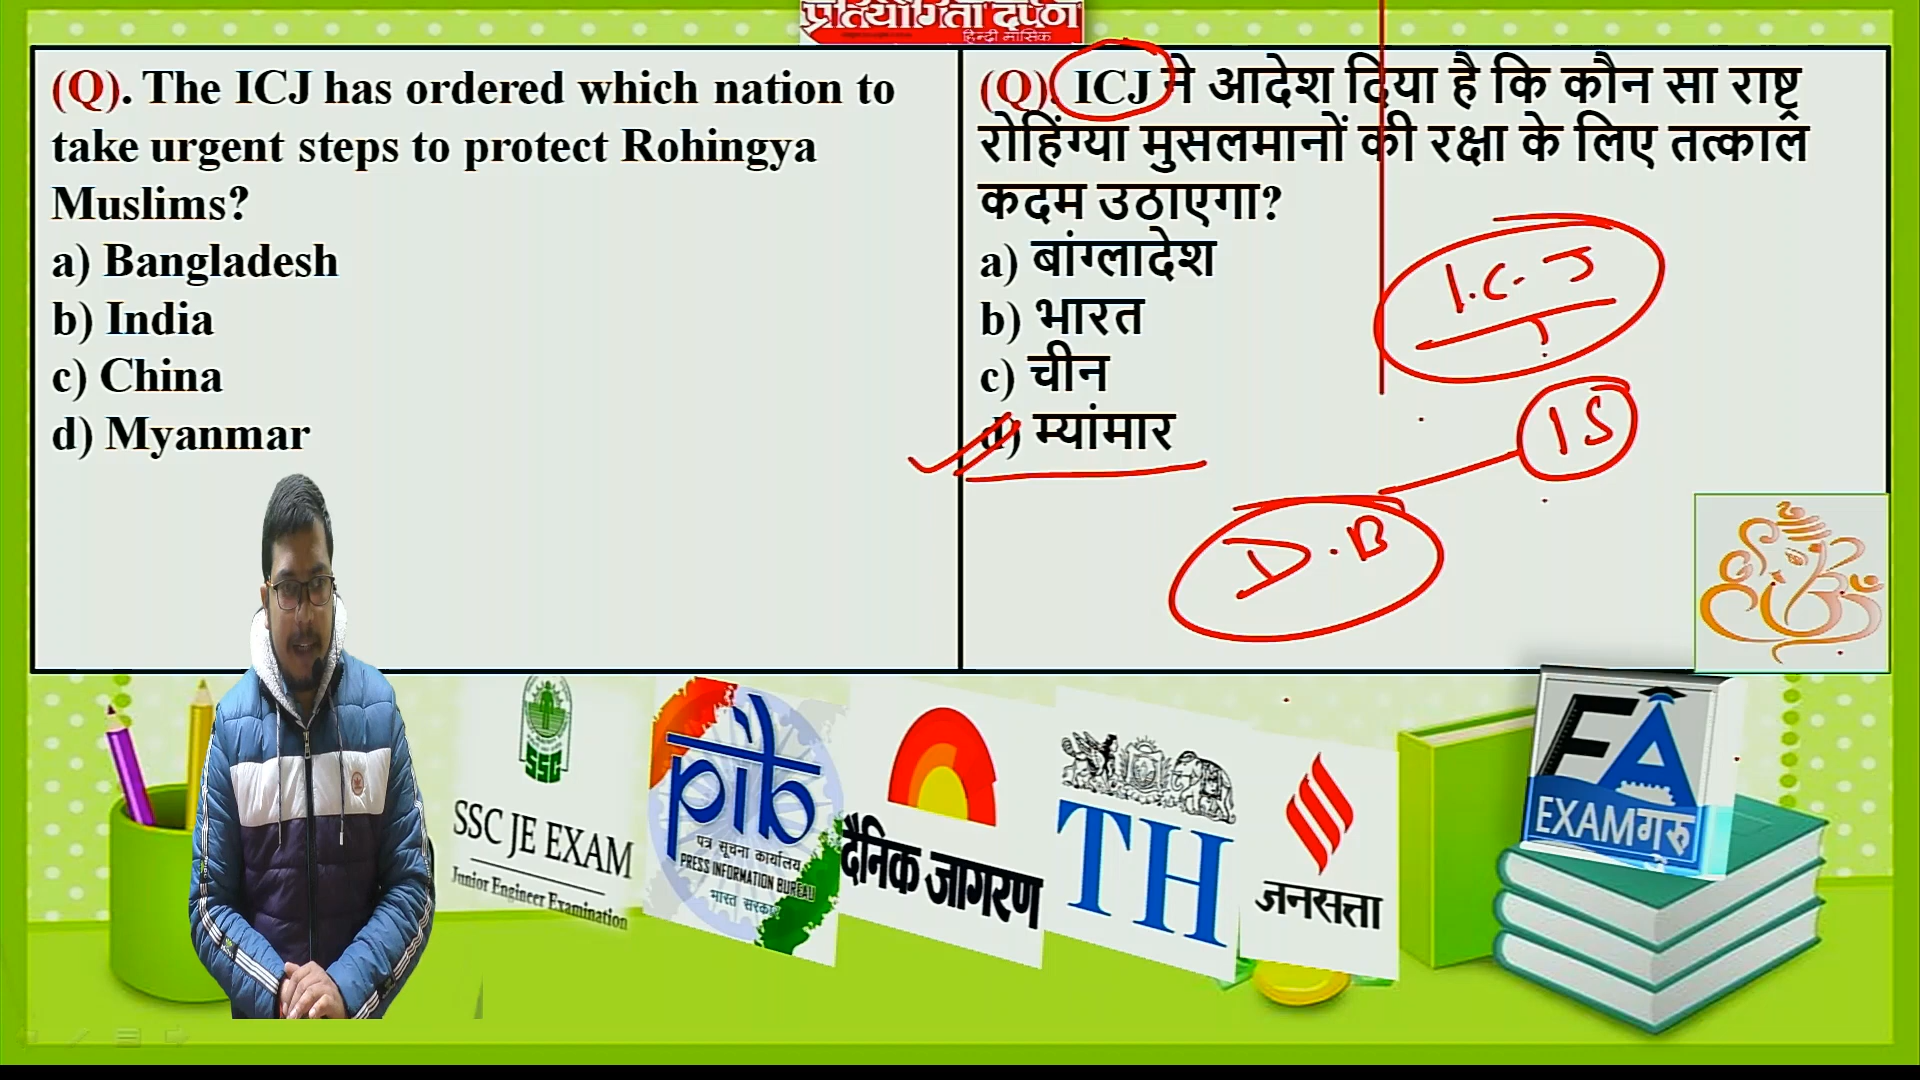 प्रतियोगिता दर्पण
हिन्दी मासिक
(Q). The ICJ has ordered which nation to
take urgent steps to protect Rohingya
Muslims?
a) Bangladesh
b) India
c) China
d) Myanmar
(Q). ICJ ने आदेश दिया है कि कौन सा राष्ट्र
रोहिंग्या मुसलमानों की रक्षा के लिए तत्काल
कदम उठाएगा?
a) बांग्लादेश
b) भारत
c) चीन
d) म्यांमार
I.C.J
15
D.B
SSC
SSC JE EXAM
Junior Engineer Examination
pib
पत्र सूचना कार्यालय
PRESS INFORMATION BUREAU
भारत सरकार
दैनिक जागरण
TH
जनसत्ता
FA
EXAMगुरू